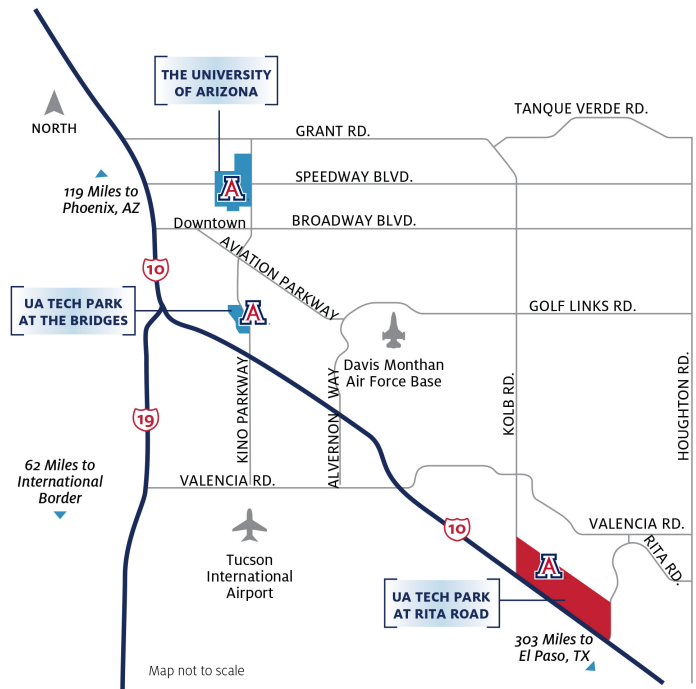 THE UNIVERSITY
OF ARIZONA
TANQUE VERDE RD.
NORTH
GRANT RD.
119 Miles to
Phoenix, AZ
A
SPEEDWAY BLVD.
Downtown
BROADWAY BLVD.
AVIATION PARKWAY
10
UA TECH PARK
AT THE BRIDGES
A
GOLF LINKS RD.
Davis Monthan
Air Force Base
KINO PARKWAY
ALVERNON WAY
KOLB RD.
HOUGHTON RD.
19
62 Miles to
International
Border
VALENCIA RD.
10
VALENCIA RD.
RITA RD.
Tucson
International
Airport
A
UA TECH PARK
AT RITA ROAD
303 Miles to
El Paso, TX
Map not to scale